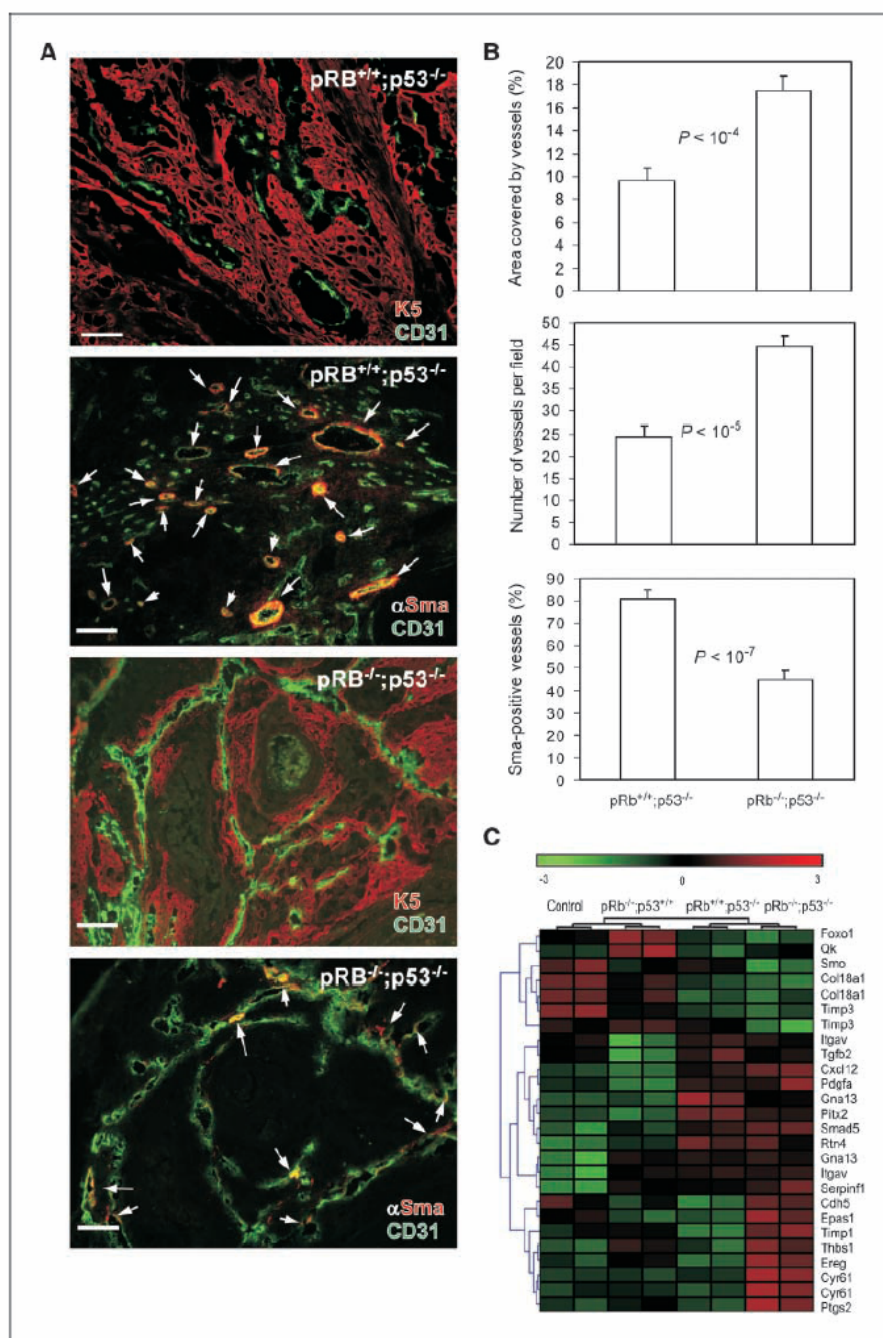 A
pRB+/+;p53-/-
K5
CD31
pRB+/+;p53-/-
αSma
CD31
pRB-/-;p53-/-
K5
CD31
pRB-/-;p53-/-
αSma
CD31
B
Area covered by vessels (%)
20
18
16
14
12
10
8
6
4
2
0
P < 10-4
Number of vessels per field
50
45
35
30
25
20
15
10
5
0
P < 10-5
Sma-positive vessels (%)
90
80
70
60
50
40
30
20
10
0
P < 10-7
pRb+/+;p53-/-
pRb-/-;p53-/-
C
-3
0
3
Control
pRb-/-;p53+/+
pRb+/+;p53-/-
pRb-/-;p53-/-
Foxo1
Qk
Smo
Col18a1
Col18a1
Timp3
Timp3
Itgav
Tgfb2
Cxcl12
Pdgfa
Gna13
Pitx2
Smad5
Rtn4
Gna13
Itgav
Serpinf1
Cdh5
Epas1
Timp1
Thbs1
Ereg
Cyr61
Cyr61
Ptgs2